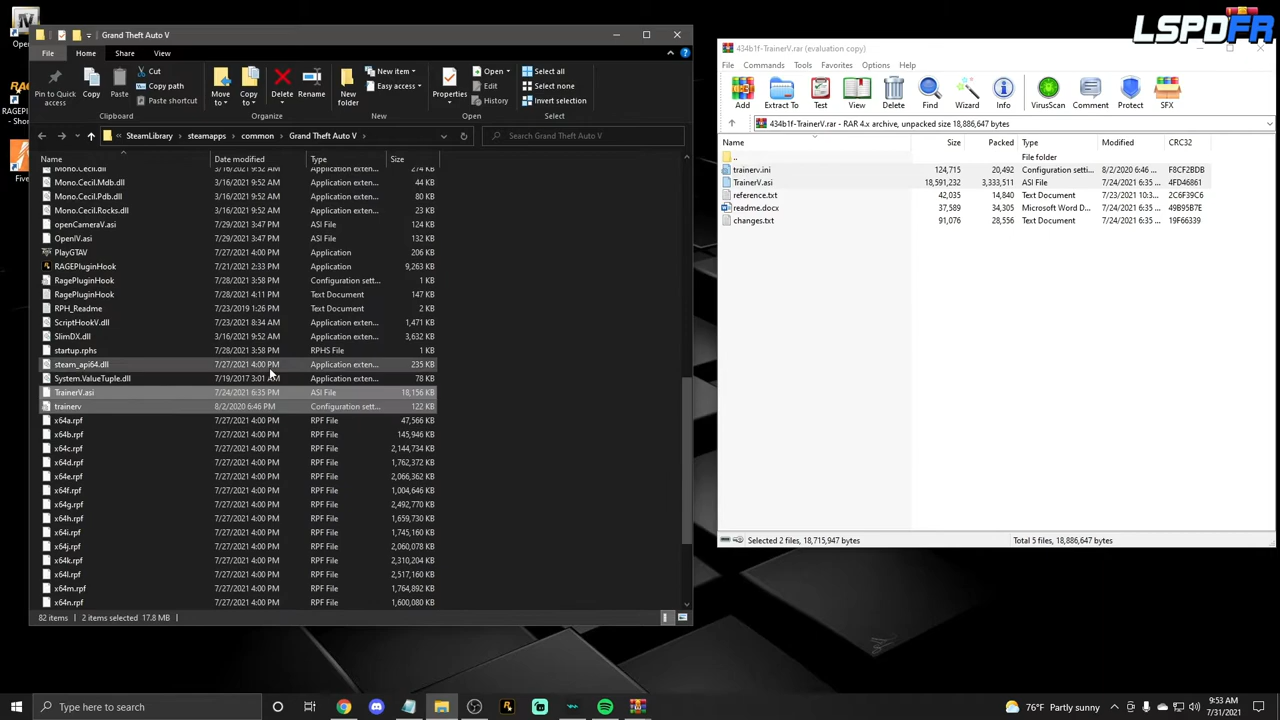 Open
RAGEP
Shor
Five
Grand Theft Auto V
File
Home
Share
View
Pin to Quick access
Copy
Paste
Cut
Copy path
Paste shortcut
Clipboard
Move to
Copy to
Delete
Rename
Organize
New folder
New item
Easy access
New
Properties
Open
Edit
History
Open
Select all
Select none
Invert selection
Select
SteamLibrary > steamapps > common > Grand Theft Auto V
Search Grand Theft Auto V
Name Date modified Type Size
Mono.Cecil.dll 3/16/2021 9:52 AM Application exten... 311 KB
Mono.Cecil.Mdb.dll 3/16/2021 9:52 AM Application exten... 44 KB
Mono.Cecil.Pdb.dll 3/16/2021 9:52 AM Application exten... 83 KB
Mono.Cecil.Rocks.dll 3/16/2021 9:52 AM Application exten... 23 KB
openCameraV.asi 7/29/2021 3:47 PM ASI File 124 KB
OpenIV.asi 7/29/2021 3:47 PM ASI File 132 KB
PlayGTAV 7/27/2021 4:00 PM Application 206 KB
RAGEPluginHook 7/21/2021 2:33 PM Application 9,263 KB
RagePluginHook 7/28/2021 3:58 PM Configuration sett... 1 KB
RagePluginHook 7/28/2021 4:11 PM Text Document 147 KB
RPH_Readme 7/23/2019 1:26 PM Text Document 2 KB
ScriptHookV.dll 7/23/2021 8:34 AM Application exten... 1,471 KB
SlimDX.dll 3/16/2021 9:52 AM Application exten... 3,632 KB
startup.rphs 7/28/2021 3:58 PM RPHS File 1 KB
steam_api64.dll 7/27/2021 4:00 PM Application exten... 235 KB
System.ValueTuple.dll 7/19/2017 3:01 AM Application exten... 78 KB
TrainerV.asi 7/24/2021 6:35 PM ASI File 18,156 KB
trainerv 8/2/2020 6:46 PM Configuration sett... 122 KB
x64a.rpf 7/27/2021 4:00 PM RPF File 47,566 KB
x64b.rpf 7/27/2021 4:00 PM RPF File 145,946 KB
x64c.rpf 7/27/2021 4:00 PM RPF File 2,144,734 KB
x64d.rpf 7/27/2021 4:00 PM RPF File 1,762,372 KB
x64e.rpf 7/27/2021 4:00 PM RPF File 2,066,362 KB
x64f.rpf 7/27/2021 4:00 PM RPF File 1,004,646 KB
x64g.rpf 7/27/2021 4:00 PM RPF File 2,492,770 KB
x64h.rpf 7/27/2021 4:00 PM RPF File 1,659,730 KB
x64i.rpf 7/27/2021 4:00 PM RPF File 1,745,160 KB
x64j.rpf 7/27/2021 4:00 PM RPF File 2,060,078 KB
x64k.rpf 7/27/2021 4:00 PM RPF File 2,310,204 KB
x64l.rpf 7/27/2021 4:00 PM RPF File 2,517,160 KB
x64m.rpf 7/27/2021 4:00 PM RPF File 1,764,892 KB
x64n.rpf 7/27/2021 4:00 PM RPF File 1,600,080 KB
82 items 2 items selected 17.8 MB
LSPDFR
434b1f-TrainerV.rar (evaluation copy)
File Commands Tools Favorites Options Help
Add Extract To Test View Delete Find Wizard Info VirusScan Comment Protect SFX
434b1f-TrainerV.rar - RAR 4.x archive, unpacked size 18,886,647 bytes
Name Size Packed Type Modified CRC32
.. File folder
trainerv.ini 124,715 20,492 Configuration setti... 8/2/2020 6:46 ... F8CF2BDB
TrainerV.asi 18,591,232 3,333,511 ASI File 7/24/2021 6:35 ... 4FD46861
reference.txt 42,035 14,840 Text Document 7/23/2021 10:3... 2C6F39C6
readme.docx 37,589 34,305 Microsoft Word D... 7/24/2021 6:35 ... 49B95B7E
changes.txt 91,076 28,556 Text Document 7/24/2021 6:35 ... 19F66339
Selected 2 files, 18,715,947 bytes
Total 5 files, 18,886,647 bytes
Type here to search
76°F Partly sunny
9:53 AM
7/31/2021